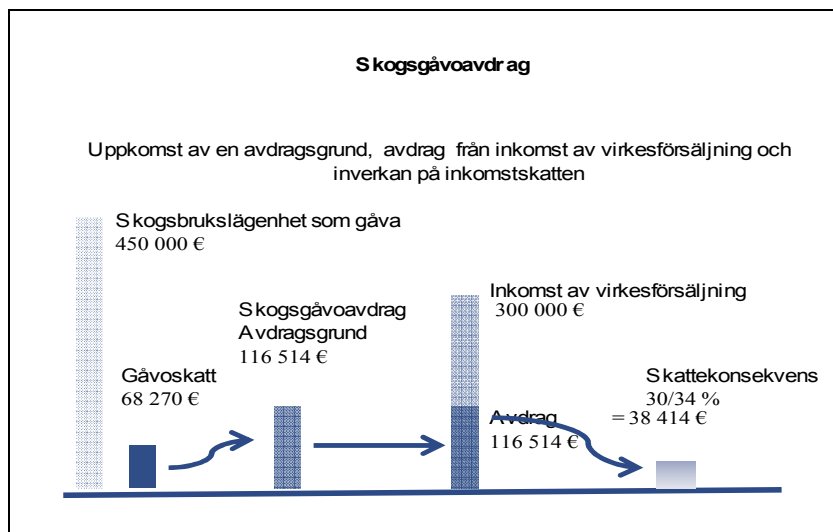 Skogsgåvoavdrag
Uppkomst av en avdragsgrund, avdrag från inkomst av virkesförsäljning och
inverkan på inkomstskatten
Skogsbrukslägenhet som gåva
450 000 €
Gåvoskatt
68 270 €
Skogsgåvoavdrag
Avdragsgrund
116 514 €
Inkomst av virkesförsäljning
300 000 €
Avdrag
116 514 €
Skattekonsekvens
30/34 %
= 38 414 €